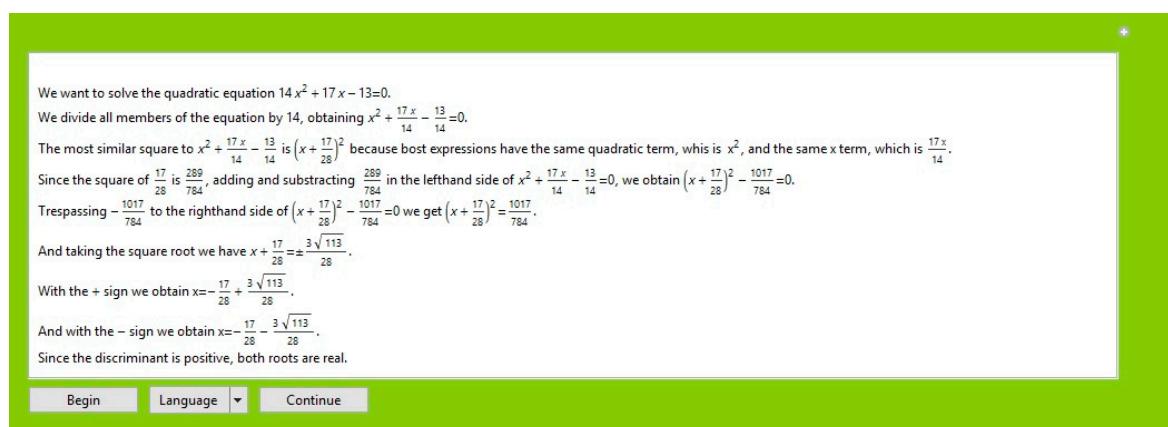 We want to solve the quadratic equation 14 x² + 17 x – 13=0.
We divide all members of the equation by 14, obtaining x² + 17 x/14 – 13/14 =0.
The most similar square to x² + 17 x/14 – 13/14 is (x + 17/28)² because bost expressions have the same quadratic term, whis is x², and the same x term, which is 17 x/14.
Since the square of 17/28 is 289/784, adding and substracting 289/784 in the lefthand side of x² + 17 x/14 – 13/14 =0, we obtain (x + 17/28)² – 1017/784 =0.
Trespassing – 1017/784 to the righthand side of (x + 17/28)² – 1017/784 =0 we get (x + 17/28)² = 1017/784.
And taking the square root we have x + 17/28 =± 3 √113/28.
With the + sign we obtain x=– 17/28 + 3 √113/28.
And with the – sign we obtain x=– 17/28 – 3 √113/28.
Since the discriminant is positive, both roots are real.
Begin Language Continue